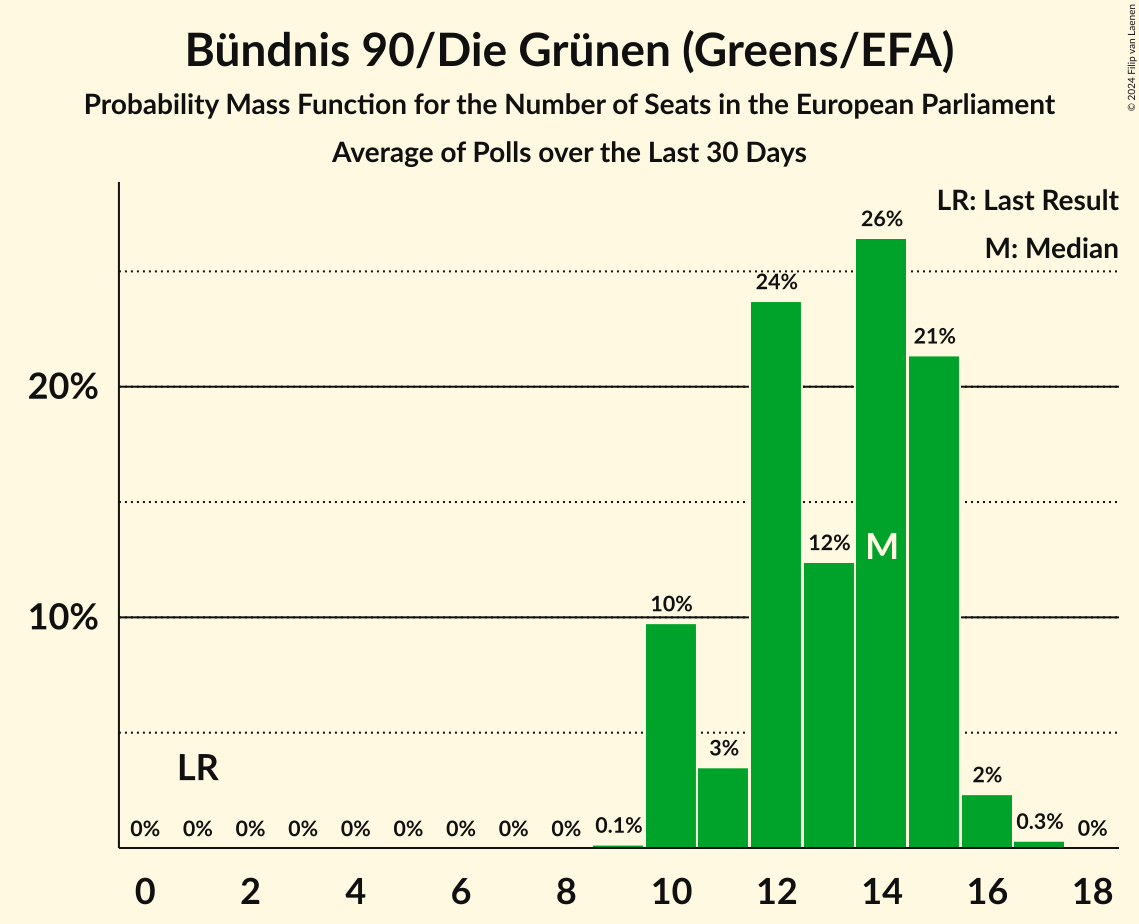 Bündnis 90/Die Grünen (Greens/EFA)
Probability Mass Function for the Number of Seats in the European Parliament
Average of Polls over the Last 30 Days
© 2024 Filip van Laenen
LR: Last Result
M: Median
26%
24%
21%
20%
12%
M
10%
10%
3%
LR
2%
0% 0% 0% 0% 0% 0% 0% 0% 0% 0.1% 0.3% 0%
0 2 4 6 8 10 12 14 16 18